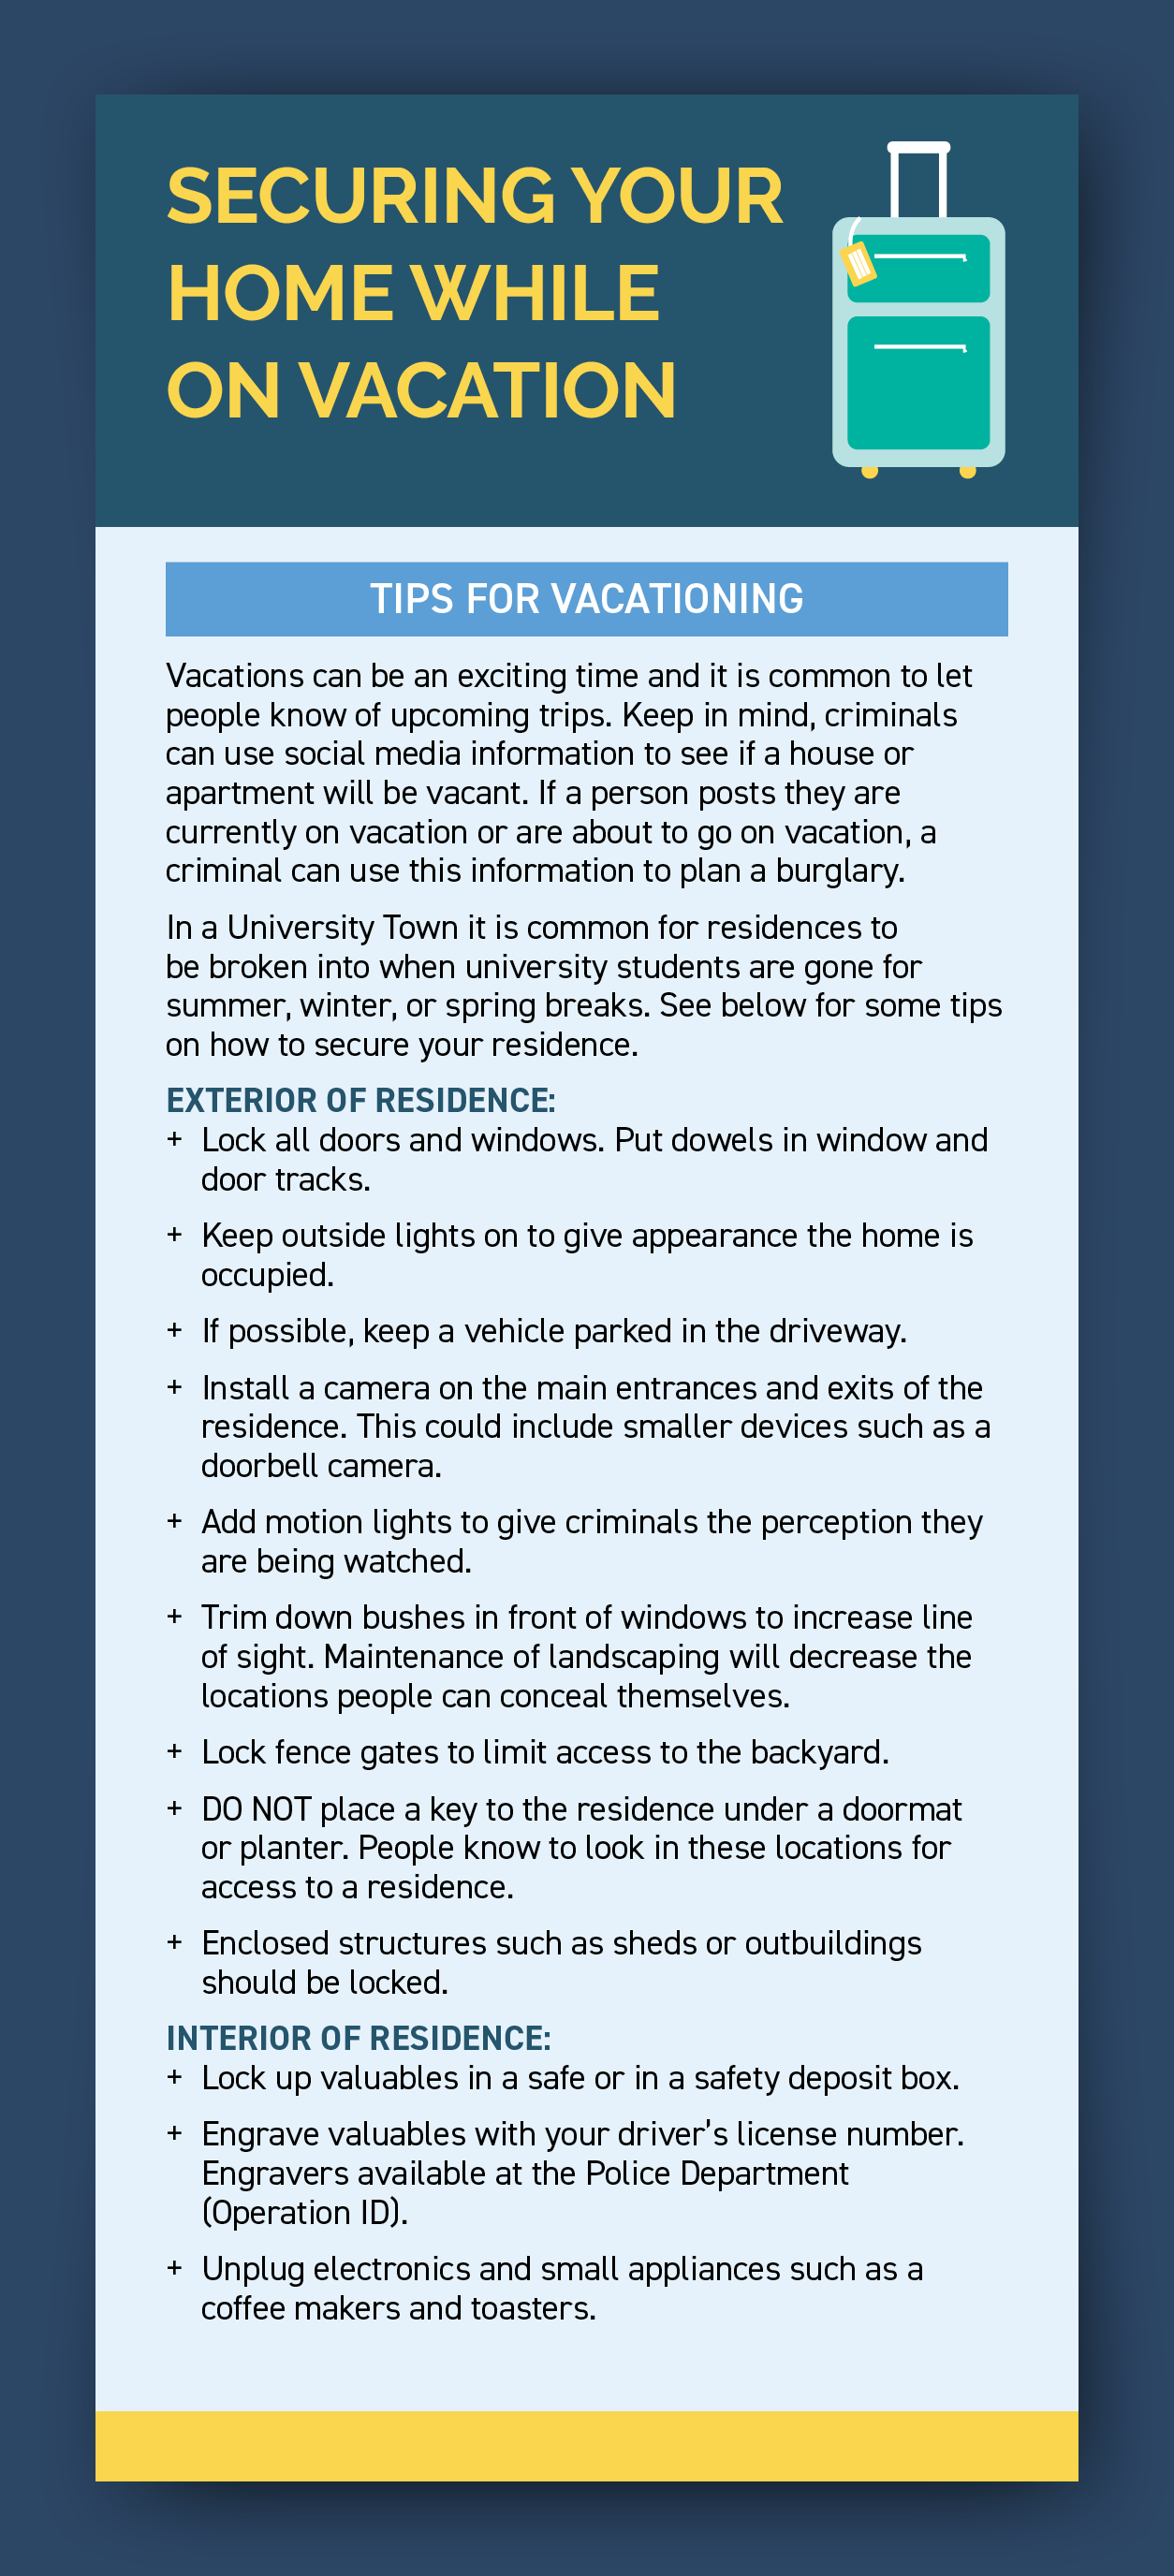 SECURING YOUR
HOME WHILE
ON VACATION
TIPS FOR VACATIONING
Vacations can be an exciting time and it is common to let
people know of upcoming trips. Keep in mind, criminals
can use social media information to see if a house or
apartment will be vacant. If a person posts they are
currently on vacation or are about to go on vacation, a
criminal can use this information to plan a burglary.
In a University Town it is common for residences to
be broken into when university students are gone for
summer, winter, or spring breaks. See below for some tips
on how to secure your residence.
EXTERIOR OF RESIDENCE:
+ Lock all doors and windows. Put dowels in window and
door tracks.
+ Keep outside lights on to give appearance the home is
occupied.
+ If possible, keep a vehicle parked in the driveway.
+ Install a camera on the main entrances and exits of the
residence. This could include smaller devices such as a
doorbell camera.
+ Add motion lights to give criminals the perception they
are being watched.
+ Trim down bushes in front of windows to increase line
of sight. Maintenance of landscaping will decrease the
locations people can conceal themselves.
+ Lock fence gates to limit access to the backyard.
+ DO NOT place a key to the residence under a doormat
or planter. People know to look in these locations for
access to a residence.
+ Enclosed structures such as sheds or outbuildings
should be locked.
INTERIOR OF RESIDENCE:
+ Lock up valuables in a safe or in a safety deposit box.
+ Engrave valuables with your driver’s license number.
Engravers available at the Police Department
(Operation ID).
+ Unplug electronics and small appliances such as a
coffee makers and toasters.